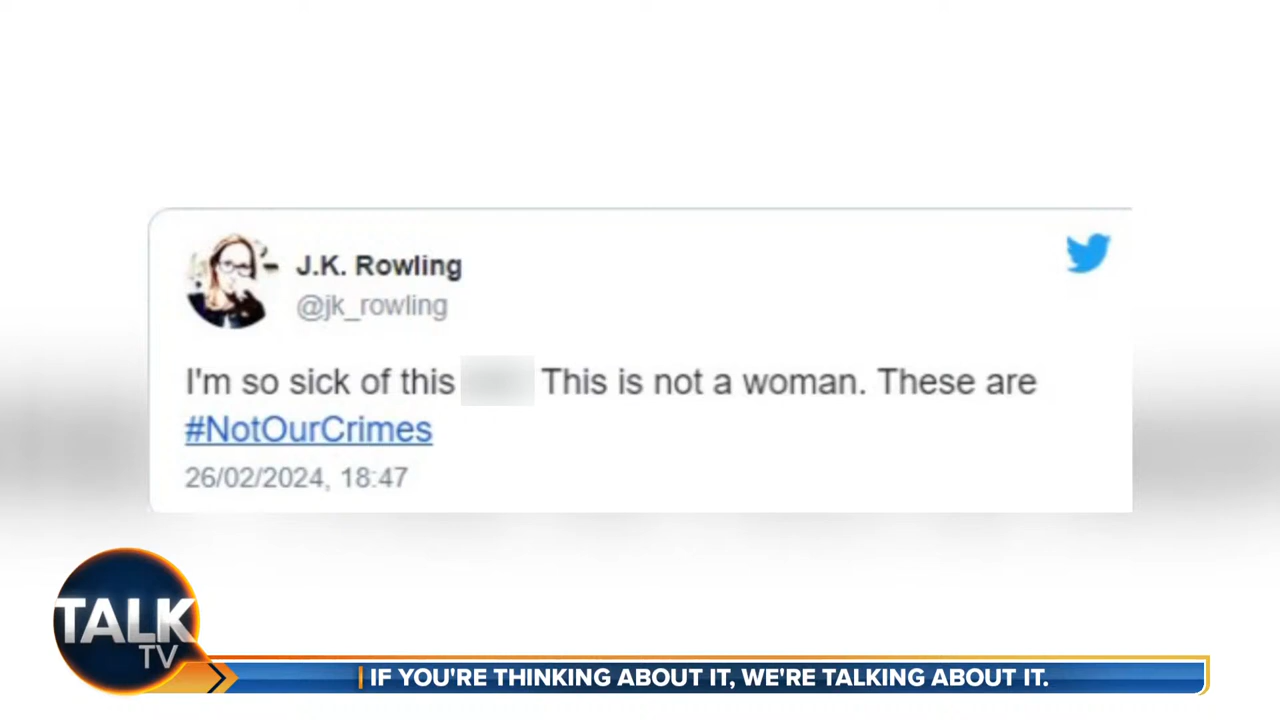 J.K. Rowling
@jk_rowling
I'm so sick of this This is not a woman. These are
#NotOurCrimes
26/02/2024, 18:47
TALK
TV
IF YOU'RE THINKING ABOUT IT, WE'RE TALKING ABOUT IT.